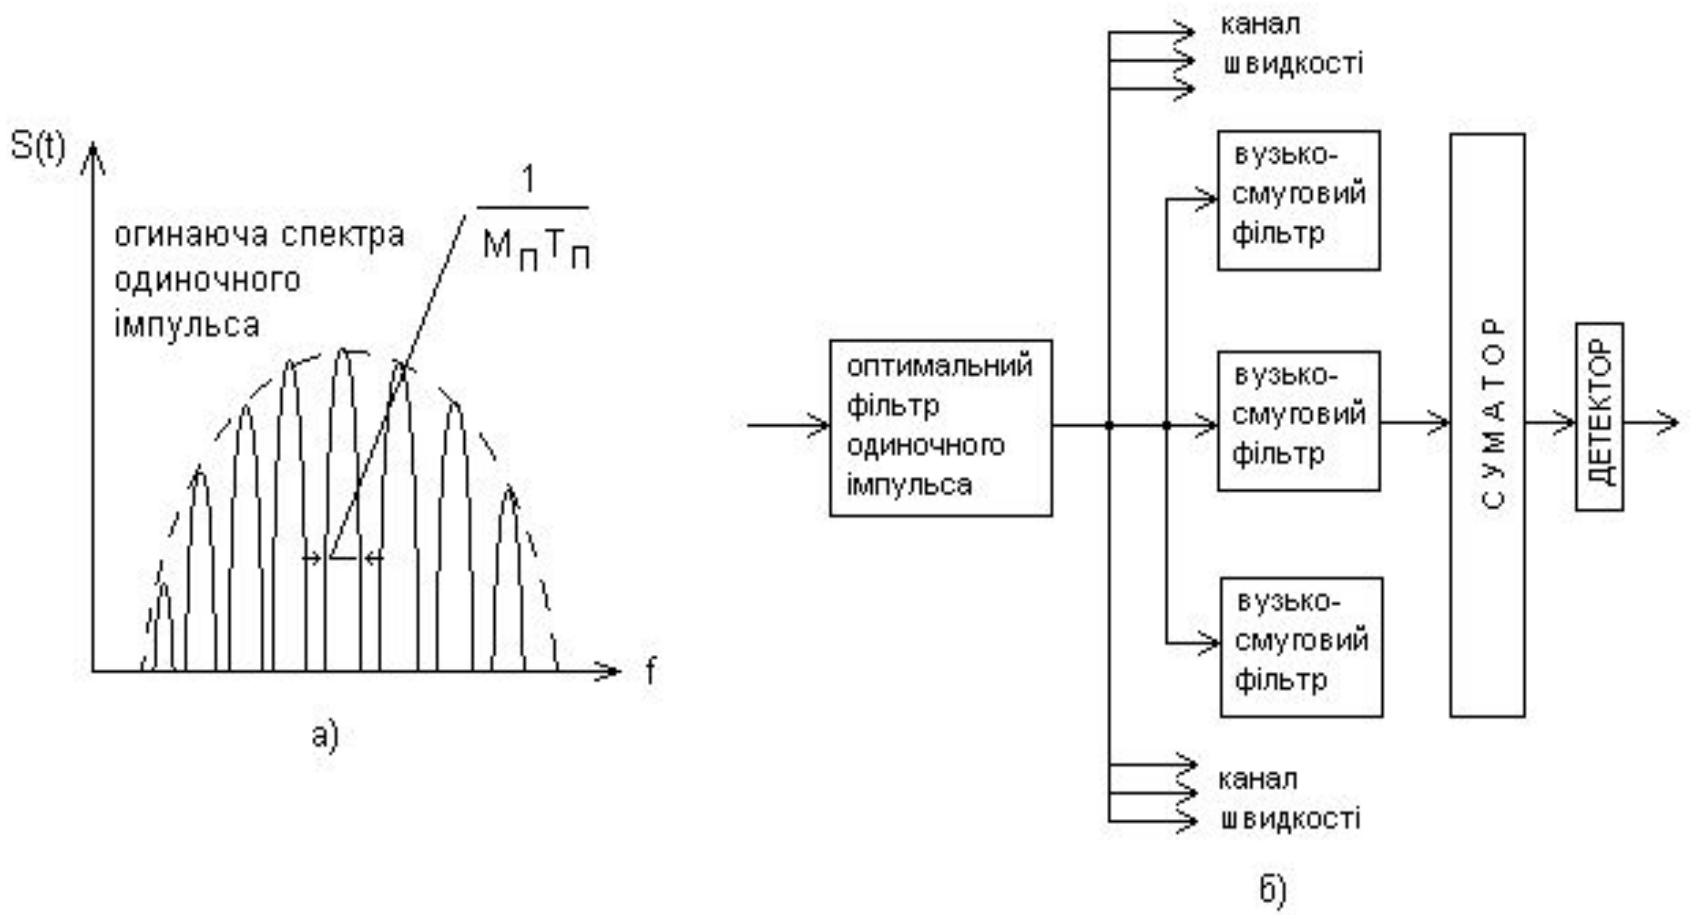 S(t)
огинаюча спектра
одиночного
імпульса
1
МПТП
f
а)
канал
швидкості
вузько-
смуговий
фільтр
оптимальний
фільтр
одиночного
імпульса
вузько-
смуговий
фільтр
вузько-
смуговий
фільтр
СУМАТОР
ДЕТЕКТОР
канал
швидкості
б)